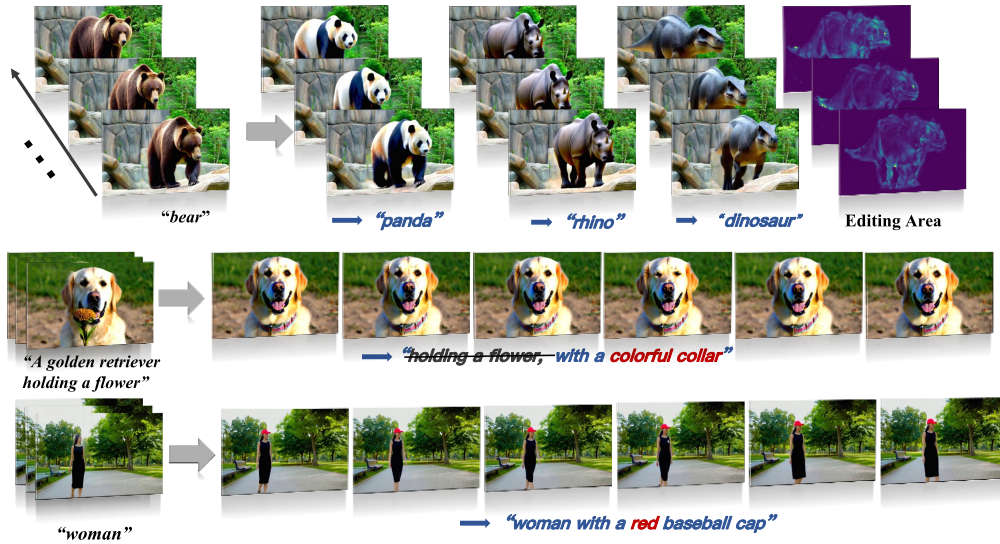 “bear”
“panda”
“rhino”
“dinosaur”
Editing Area
“A golden retriever
holding a flower”
“holding a flower, with a colorful collar”
“woman”
“woman with a red baseball cap”